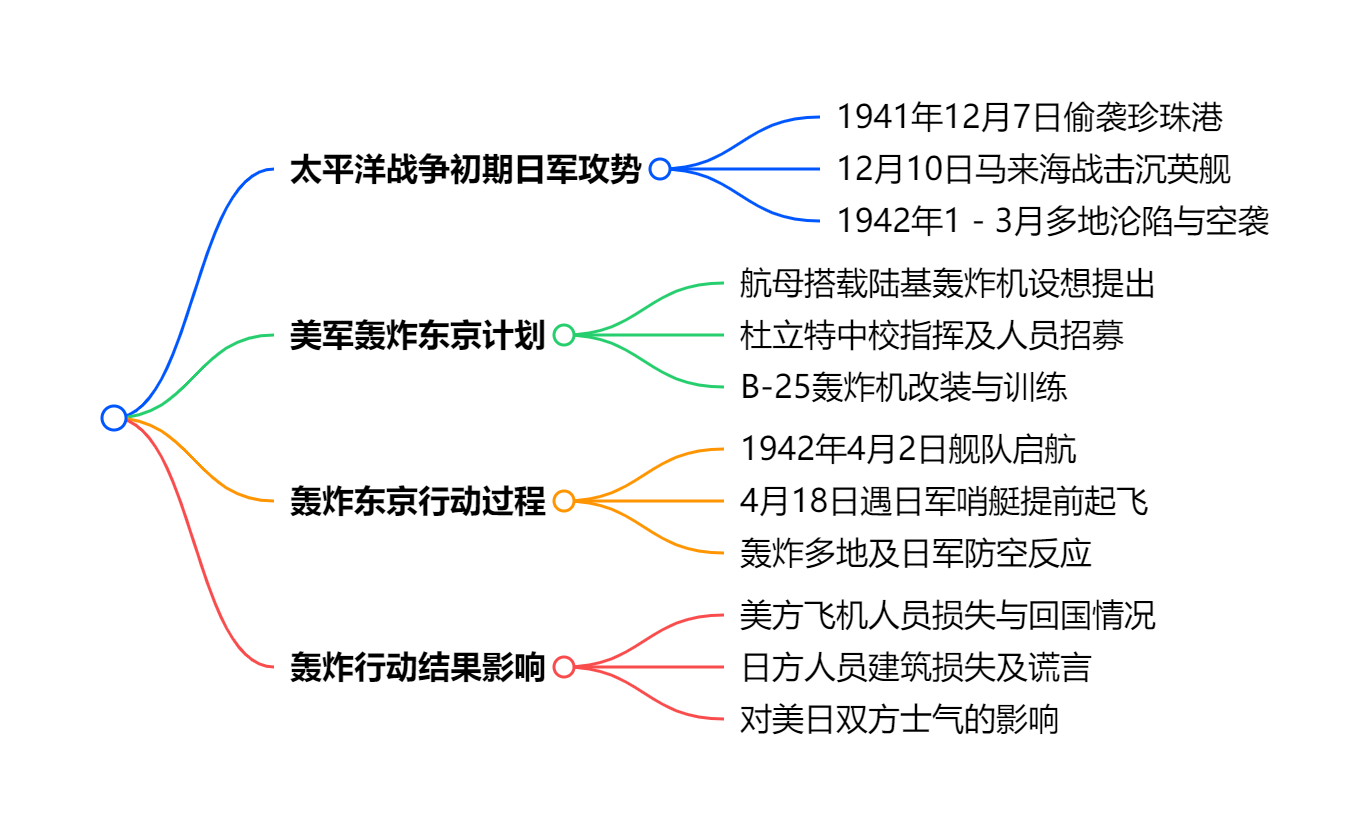 太平洋战争初期日军攻势
1941年12月7日偷袭珍珠港
12月10日马来海战击沉英舰
1942年1 - 3月多地沦陷与空袭
美军轰炸东京计划
航母搭载陆基轰炸机设想提出
杜立特中校指挥及人员招募
B-25轰炸机改装与训练
轰炸东京行动过程
1942年4月2日舰队启航
4月18日遇日军哨艇提前起飞
轰炸多地及日军防空反应
轰炸行动结果影响
美方飞机人员损失与回国情况
日方人员建筑损失及谎言
对美日双方士气的影响